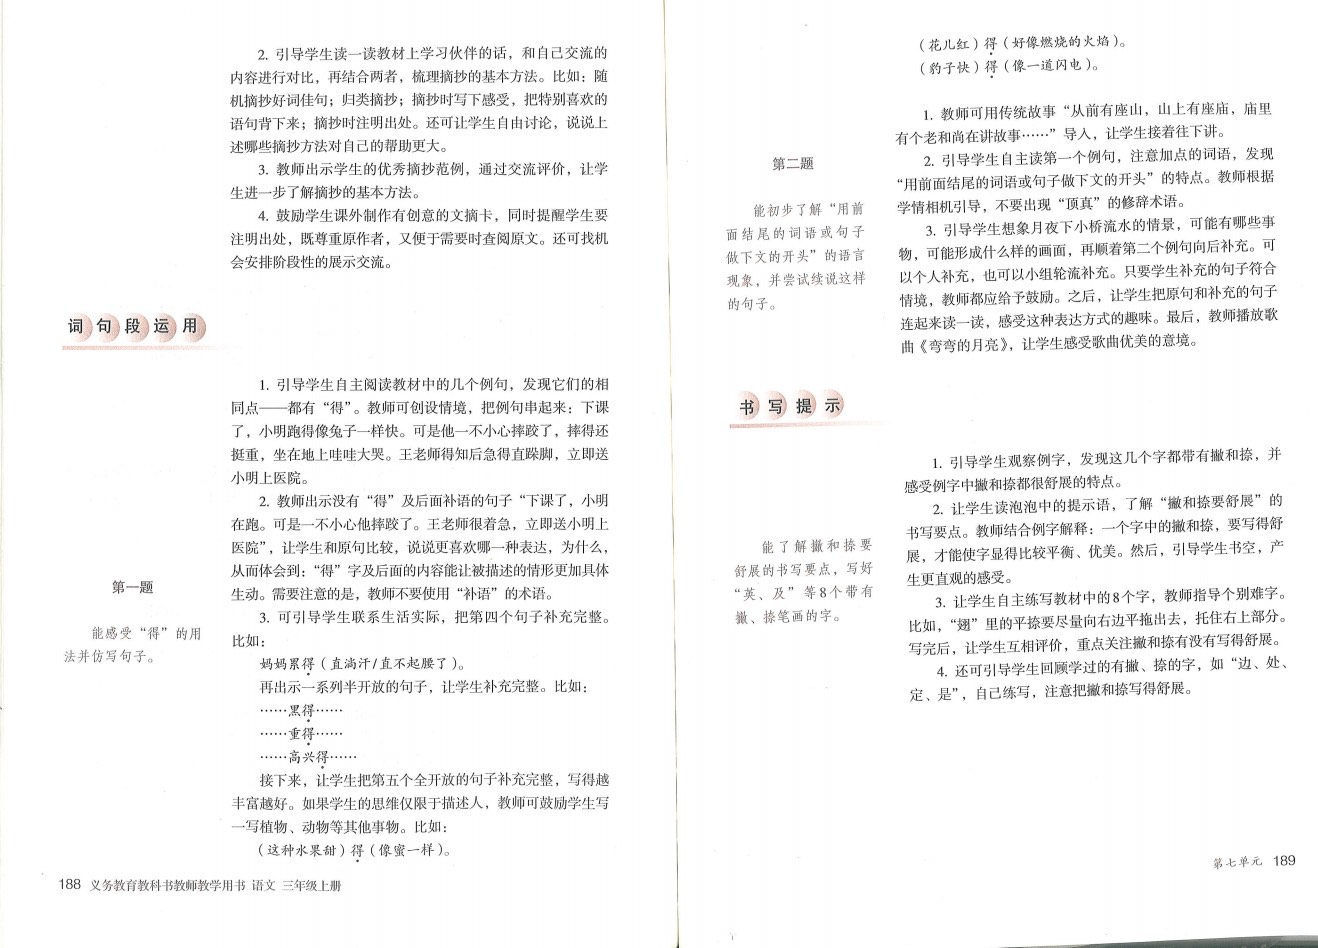 2. 引导学生读一读教材上学习伙伴的话，和自己交流的
内容进行对比，再结合两者，梳理摘抄的基本方法。比如：随
机摘抄好词佳句；归类摘抄；摘抄时写下感受，把特别喜欢的
语句背下来；摘抄时注明出处。还可让学生自由讨论，说说上
述哪些摘抄方法对自己的帮助更大。
3. 教师出示学生的优秀摘抄范例，通过交流评价，让学
生进一步了解摘抄的基本方法。
4. 鼓励学生课外制作有创意的文摘卡，同时提醒学生要
注明出处，既尊重原作者，又便于需要时查阅原文。还可找机
会安排阶段性的展示交流。
词句段运用
第一题
能感受“得”的用
法并仿写句子。
1. 引导学生自主阅读教材中的几个例句，发现它们的相
同点——都有“得”。教师可创设情境，把例句串起来：下课
了，小明跑得像兔子一样快。可是他一不小心摔跤了，摔得还
挺重，坐在地上哇哇大哭。王老师得知后急得直跺脚，立即送
小明上医院。
2. 教师出示没有“得”及后面补语的句子“下课了，小明
在跑。可是一不小心他摔跤了。王老师很着急，立即送小明上
医院”，让学生和原句比较，说说更喜欢哪一种表达，为什么，
从而体会到：“得”字及后面的内容能让被描述的情形更加具体
生动。需要注意的是，教师不要使用“补语”的术语。
3. 可引导学生联系生活实际，把第四个句子补充完整。
比如：
妈妈累得（直淌汗/直不起腰了）。
再出示一系列半开放的句子，让学生补充完整。比如：
……黑得……
……重得……
……高兴得……
接下来，让学生把第五个全开放的句子补充完整，写得越
丰富越好。如果学生的思维仅限于描述人，教师可鼓励学生写
一写植物、动物等其他事物。比如：
（这种水果甜）得（像蜜一样）。
188 义务教育教科书教师教学用书 语文 三年级上册
（花儿红）得（好像燃烧的火焰）。
（豹子快）得（像一道闪电）。
第二题
能初步了解“用前
面结尾的词语或句子
做下文的开头”的语言
现象，并尝试续说这样
的句子。
1. 教师可用传统故事“从前有座山，山上有座庙，庙里
有个老和尚在讲故事……”导入，让学生接着往下讲。
2. 引导学生自主读第一个例句，注意加点的词语，发现
“用前面结尾的词语或句子做下文的开头”的特点。教师根据
学情相机引导，不要出现“顶真”的修辞术语。
3. 引导学生想象月夜下小桥流水的情景，可能有哪些事
物，可能形成什么样的画面，再顺着第二个例句向后补充。可
以个人补充，也可以小组轮流补充。只要学生补充的句子符合
情境，教师都应给予鼓励。之后，让学生把原句和补充的句子
连起来读一读，感受这种表达方式的趣味。最后，教师播放歌
曲《弯弯的月亮》，让学生感受歌曲优美的意境。
书写提示
能了解撇和捺要
舒展的书写要点，写好
“英、及”等8个带有
撇、捺笔画的字。
1. 引导学生观察例字，发现这几个字都带有撇和捺，并
感受例字中撇和捺都很舒展的特点。
2. 让学生读泡泡中的提示语，了解“撇和捺要舒展”的
书写要点。教师结合例字解释：一个字中的撇和捺，要写得舒
展，才能使字显得比较平衡、优美。然后，引导学生书空，产
生更直观的感受。
3. 让学生自主练写教材中的8个字，教师指导个别难字。
比如，“翅”里的平捺要尽量向右边平拖出去，托住右上部分。
写完后，让学生互相评价，重点关注撇和捺有没有写得舒展。
4. 还可引导学生回顾学过的有撇、捺的字，如“边、处、
定、是”，自己练写，注意把撇和捺写得舒展。
第七单元 189